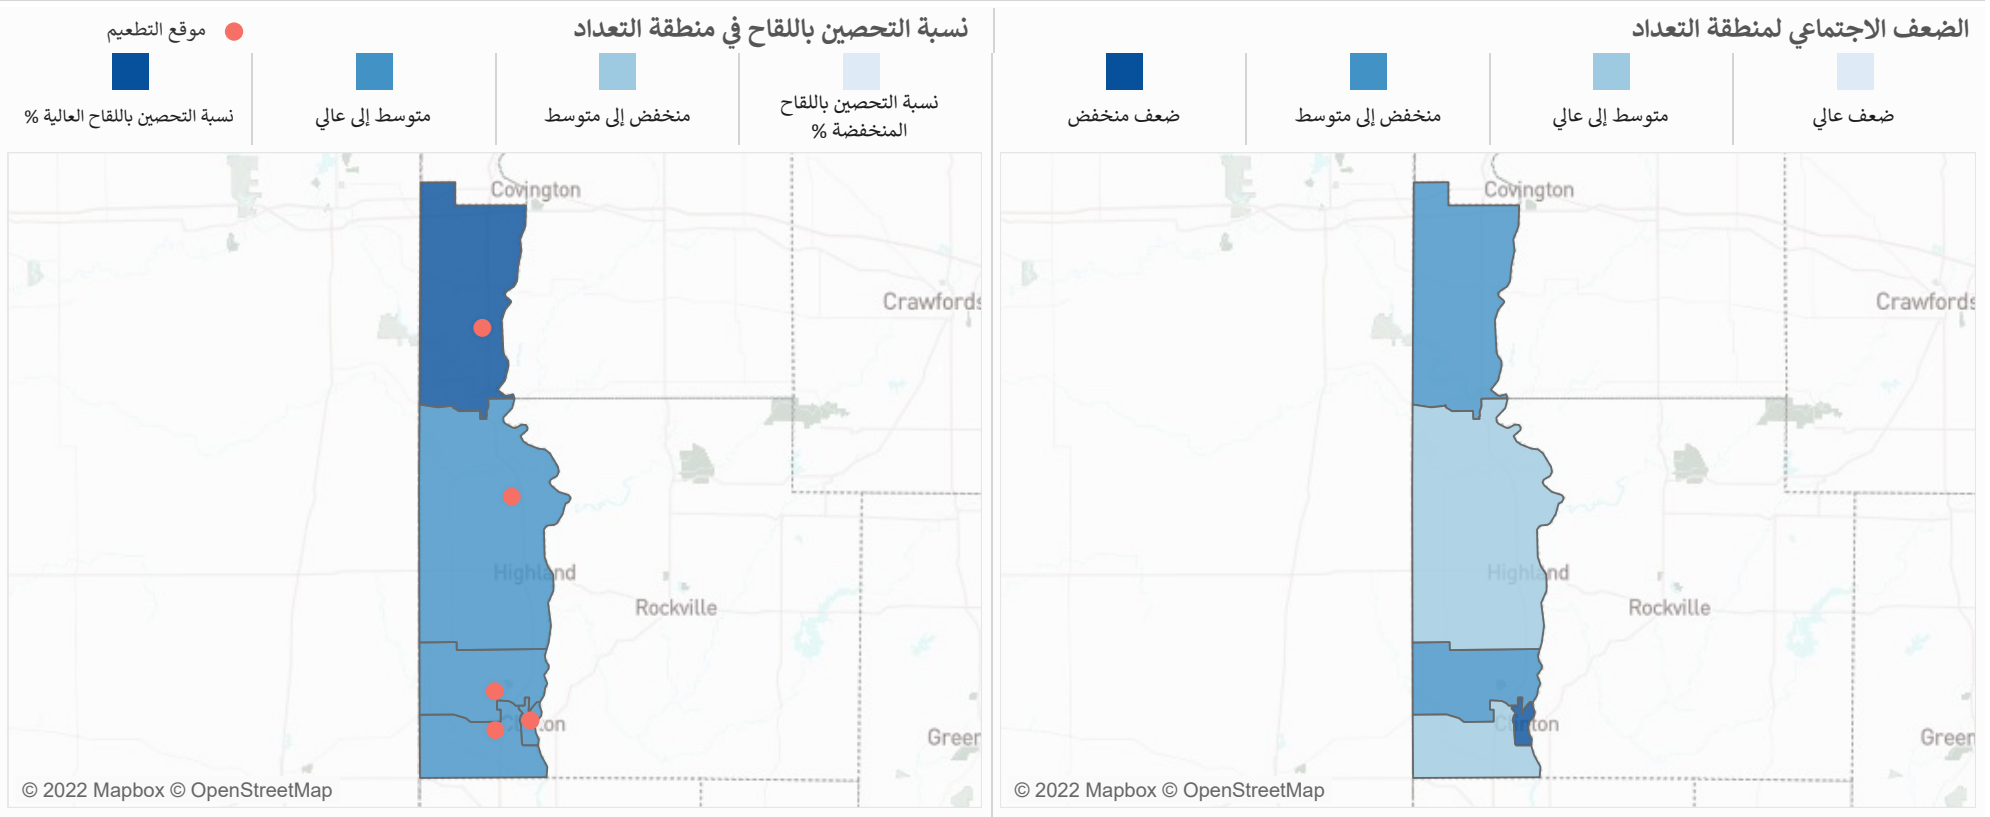 الضعف الاجتماعي لمنطقة التعداد
ضعف عالي
متوسط إلى عالي
منخفض إلى متوسط
ضعف منخفض
Covington
Crawfords
Highland
Rockville
Clinton
Green
© 2022 Mapbox © OpenStreetMap
نسبة التحصين باللقاح في منطقة التعداد
موقع التطعيم
نسبة التحصين باللقاح
المنخفضة %
منخفض إلى متوسط
متوسط إلى عالي
نسبة التحصين باللقاح العالية %
Covington
Crawfords
Highland
Rockville
Clinton
Green
© 2022 Mapbox © OpenStreetMap